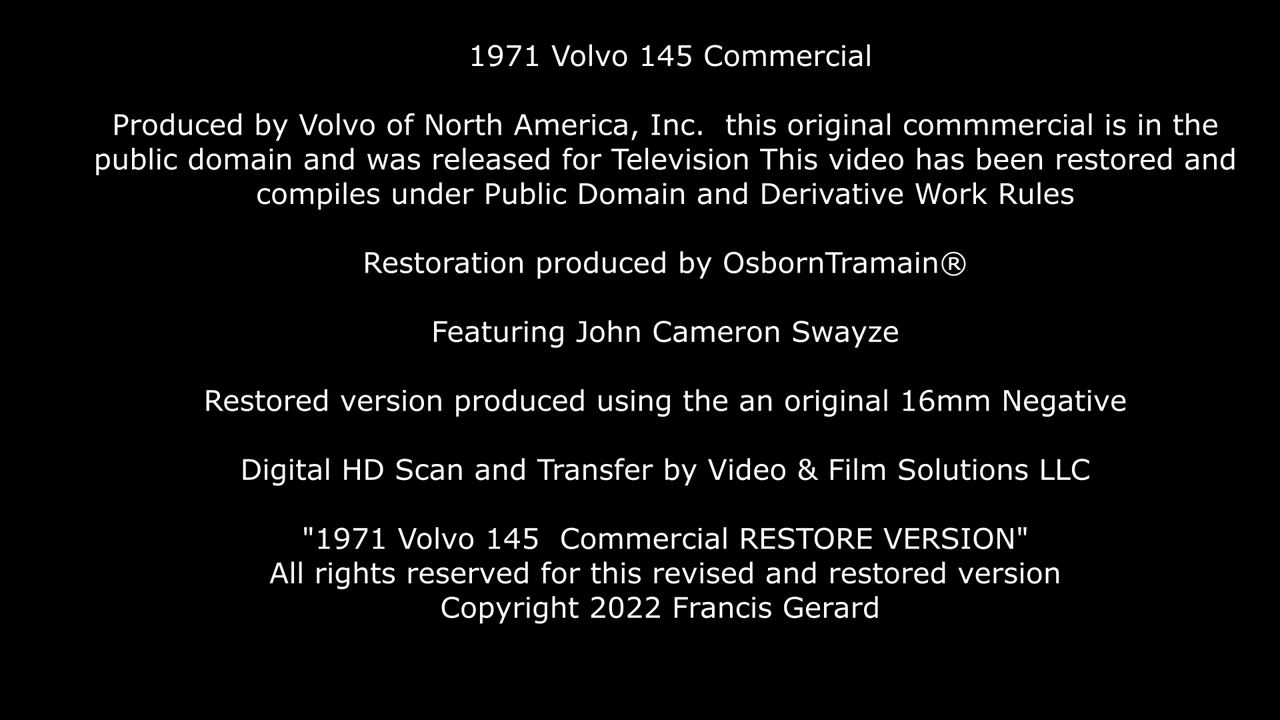 1971 Volvo 145 Commercial
Produced by Volvo of North America, Inc.  this original commmercial is in the
public domain and was released for Television This video has been restored and
compiles under Public Domain and Derivative Work Rules
Restoration produced by OsbornTramain®
Featuring John Cameron Swayze
Restored version produced using the an original 16mm Negative
Digital HD Scan and Transfer by Video & Film Solutions LLC
"1971 Volvo 145  Commercial RESTORE VERSION"
All rights reserved for this revised and restored version
Copyright 2022 Francis Gerard